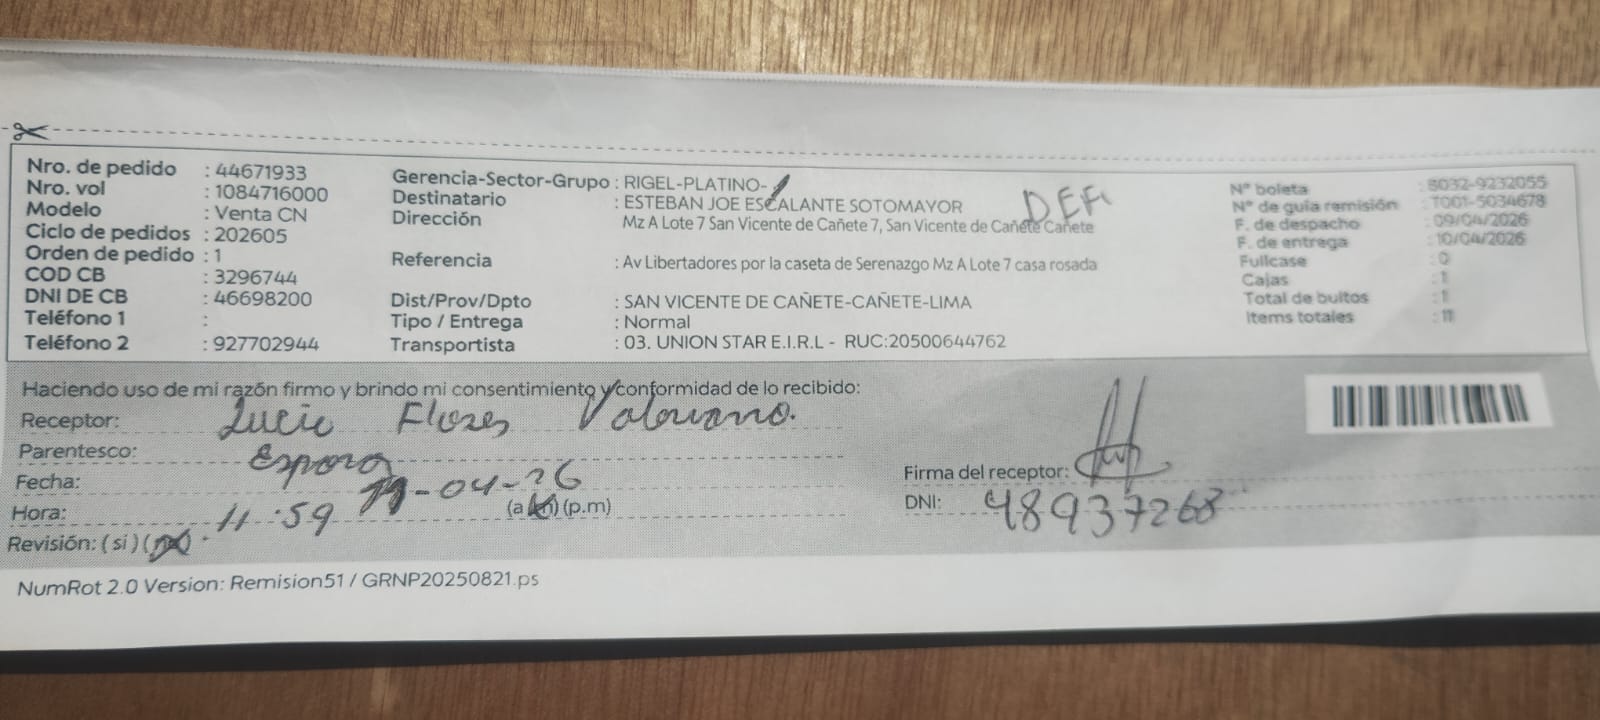 Nro. de pedido : 44671933
Nro. vol : 1084716000
Modelo : Venta CN
Ciclo de pedidos : 202605
Orden de pedido : 1
COD CB : 3296744
DNI DE CB : 46698200
Teléfono 1 :
Teléfono 2 : 927702944
Gerencia-Sector-Grupo : RIGEL-PLATINO-
Destinatario : ESTEBAN JOE ESCALANTE SOTOMAYOR
Dirección Mz A Lote 7 San Vicente de Cañete 7, San Vicente de Cañete Cañete
Referencia : Av Libertadores por la caseta de Serenazgo Mz A Lote 7 casa rosada
Dist/Prov/Dpto : SAN VICENTE DE CAÑETE-CAÑETE-LIMA
Tipo / Entrega : Normal
Transportista : 03. UNION STAR E.I.R.L - RUC:20500644762
N° boleta : B032-9232055
N° de guía remisión : T001-5034678
F. de despacho : 09/04/2026
F. de entrega : 10/04/2026
Fullcase : 0
Cajas : 1
Total de bultos : 1
Items totales : 11
Haciendo uso de mi razón firmo y brindo mi consentimiento y conformidad de lo recibido:
Receptor: Lucio Flores
Parentesco:
Fecha: -04-26
Hora: 11:59 (a.m) (p.m)
Revisión: (si) (no)
Firma del receptor:
DNI: 48937268
NumRot 2.0 Version: Remision51 / GRNP20250821.ps